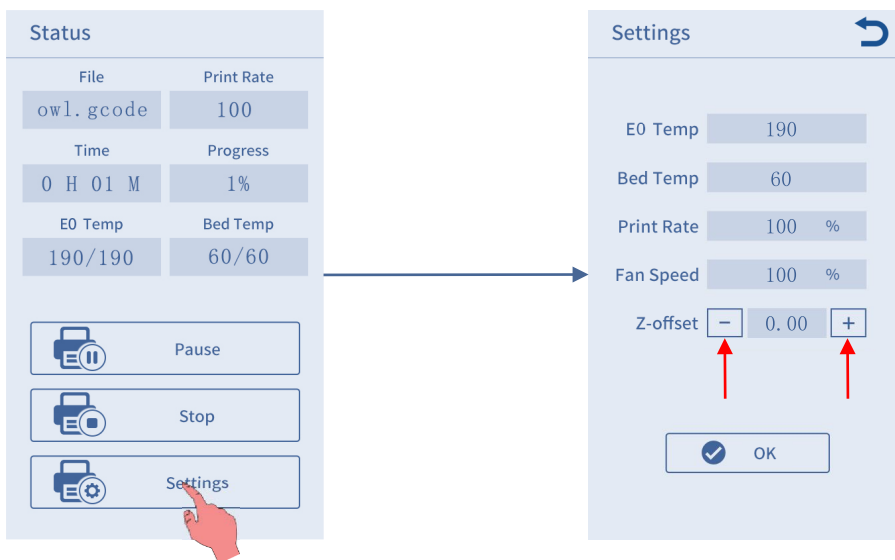 Status
File Print Rate
owl.gcode 100
Time Progress
0 H 01 M 1%
E0 Temp Bed Temp
190/190 60/60
Pause
Stop
Settings
Settings
E0 Temp 190
Bed Temp 60
Print Rate 100 %
Fan Speed 100 %
Z-offset − 0.00 +
OK